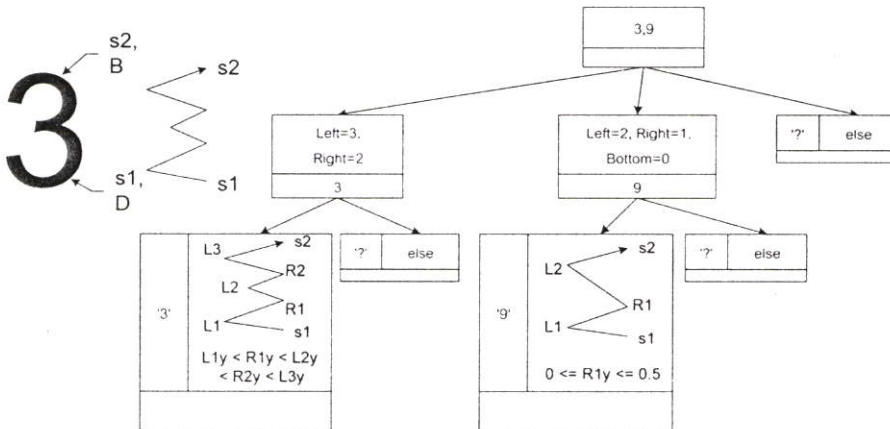 3
s2,
B
s1,
D
s2
s1
3,9
Left=3,
Right=2
3
Left=2, Right=1,
Bottom=0
9
'?' else
'3'
L3 s2
R2
L2
R1
L1 s1
L1y < R1y < L2y
< R2y < L3y
'?' else
'9'
s2
L2
R1
L1 s1
0 <= R1y <= 0.5
'?' else